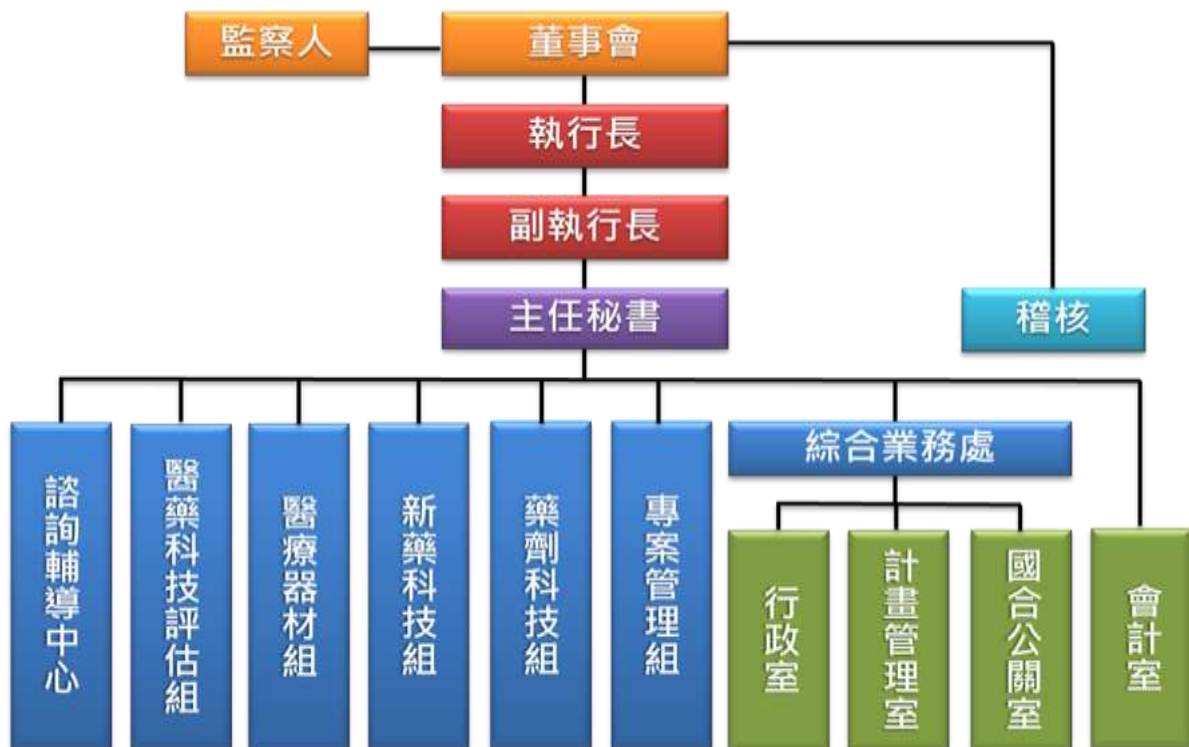 監察人
董事會
執行長
副執行長
主任秘書
稽核
諮詢輔導中心
醫藥科技評估組
醫療器材組
新藥科技組
藥劑科技組
專案管理組
綜合業務處
行政室
計畫管理室
國合公關室
會計室